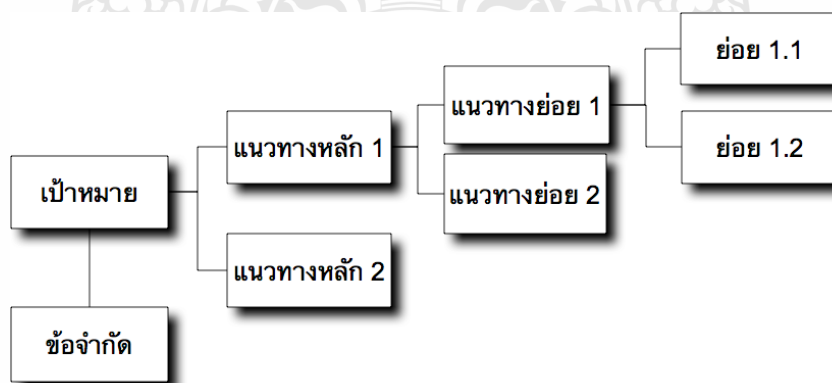 ย่อย 1.1
แนวทางย่อย 1
แนวทางหลัก 1
ย่อย 1.2
เป้าหมาย
แนวทางย่อย 2
แนวทางหลัก 2
ข้อจำกัด